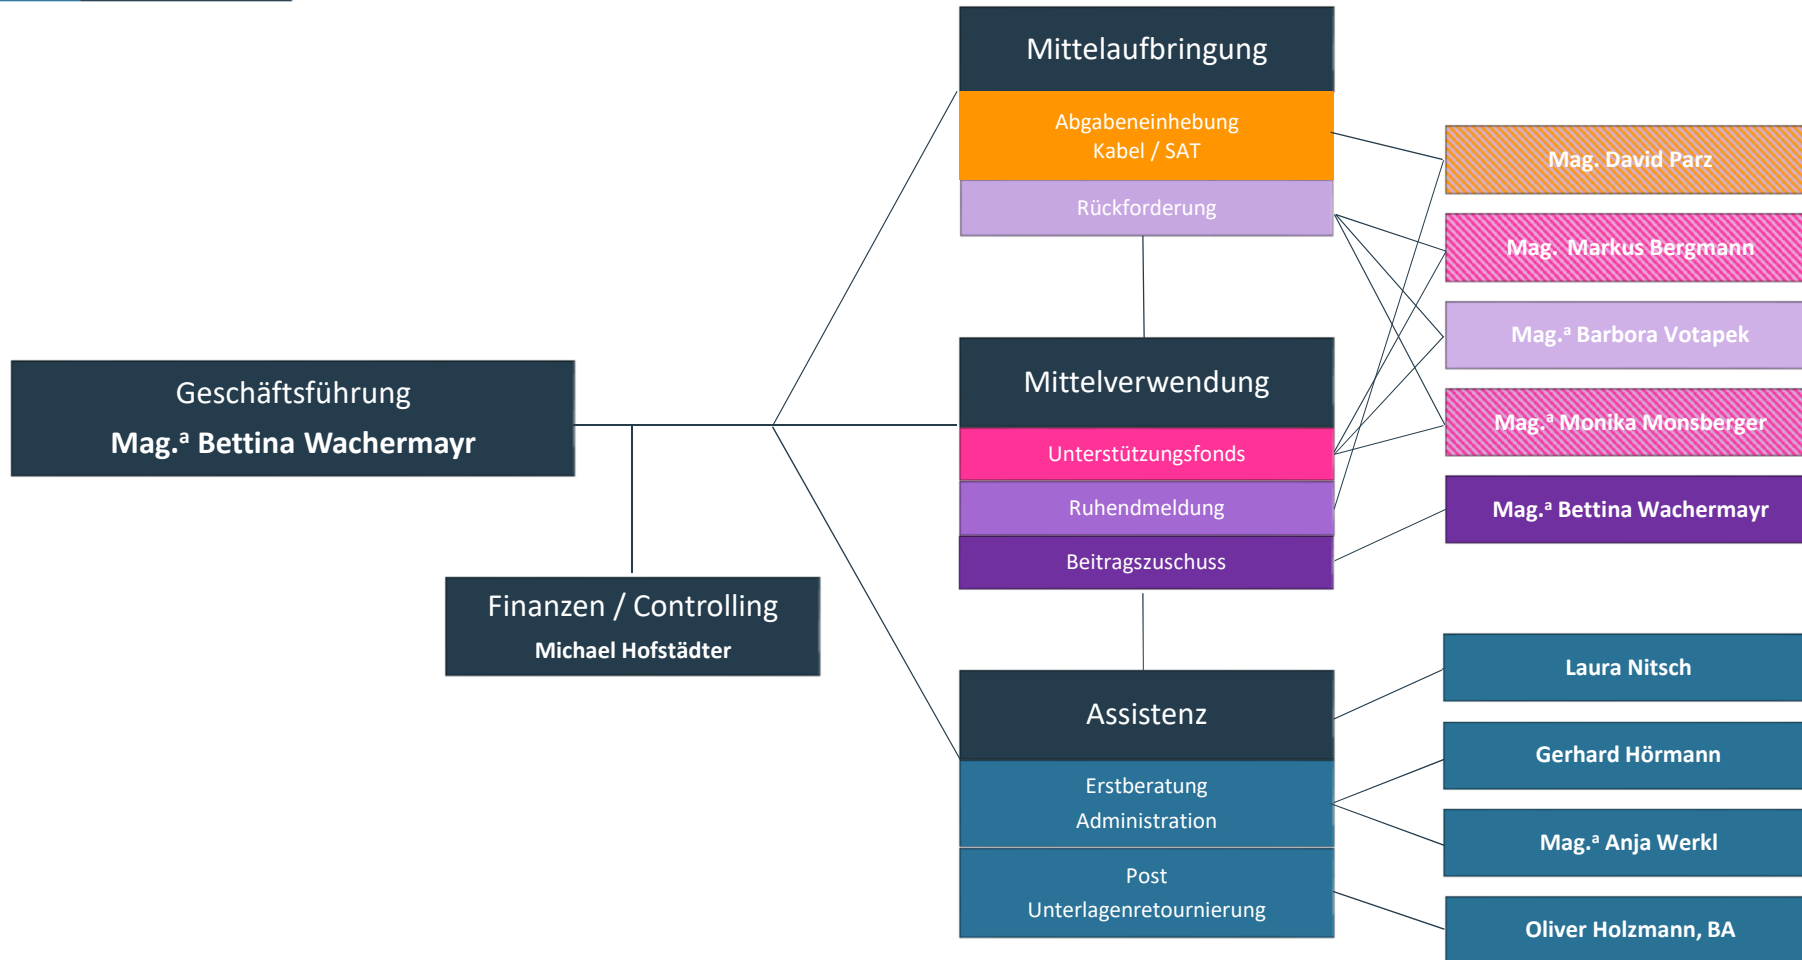 Geschäftsführung
Mag.ª Bettina Wachermayr
Finanzen / Controlling
Michael Hofstädter
Mittelaufbringung
Abgabeneinhebung
Kabel / SAT
Rückforderung
Mittelverwendung
Unterstützungsfonds
Ruhendmeldung
Beitragszuschuss
Assistenz
Erstberatung
Administration
Post
Unterlagenretournierung
Mag. David Parz
Mag. Markus Bergmann
Mag.ª Barbora Votapek
Mag.ª Monika Monsberger
Mag.ª Bettina Wachermayr
Laura Nitsch
Gerhard Hörmann
Mag.ª Anja Werkl
Oliver Holzmann, BA